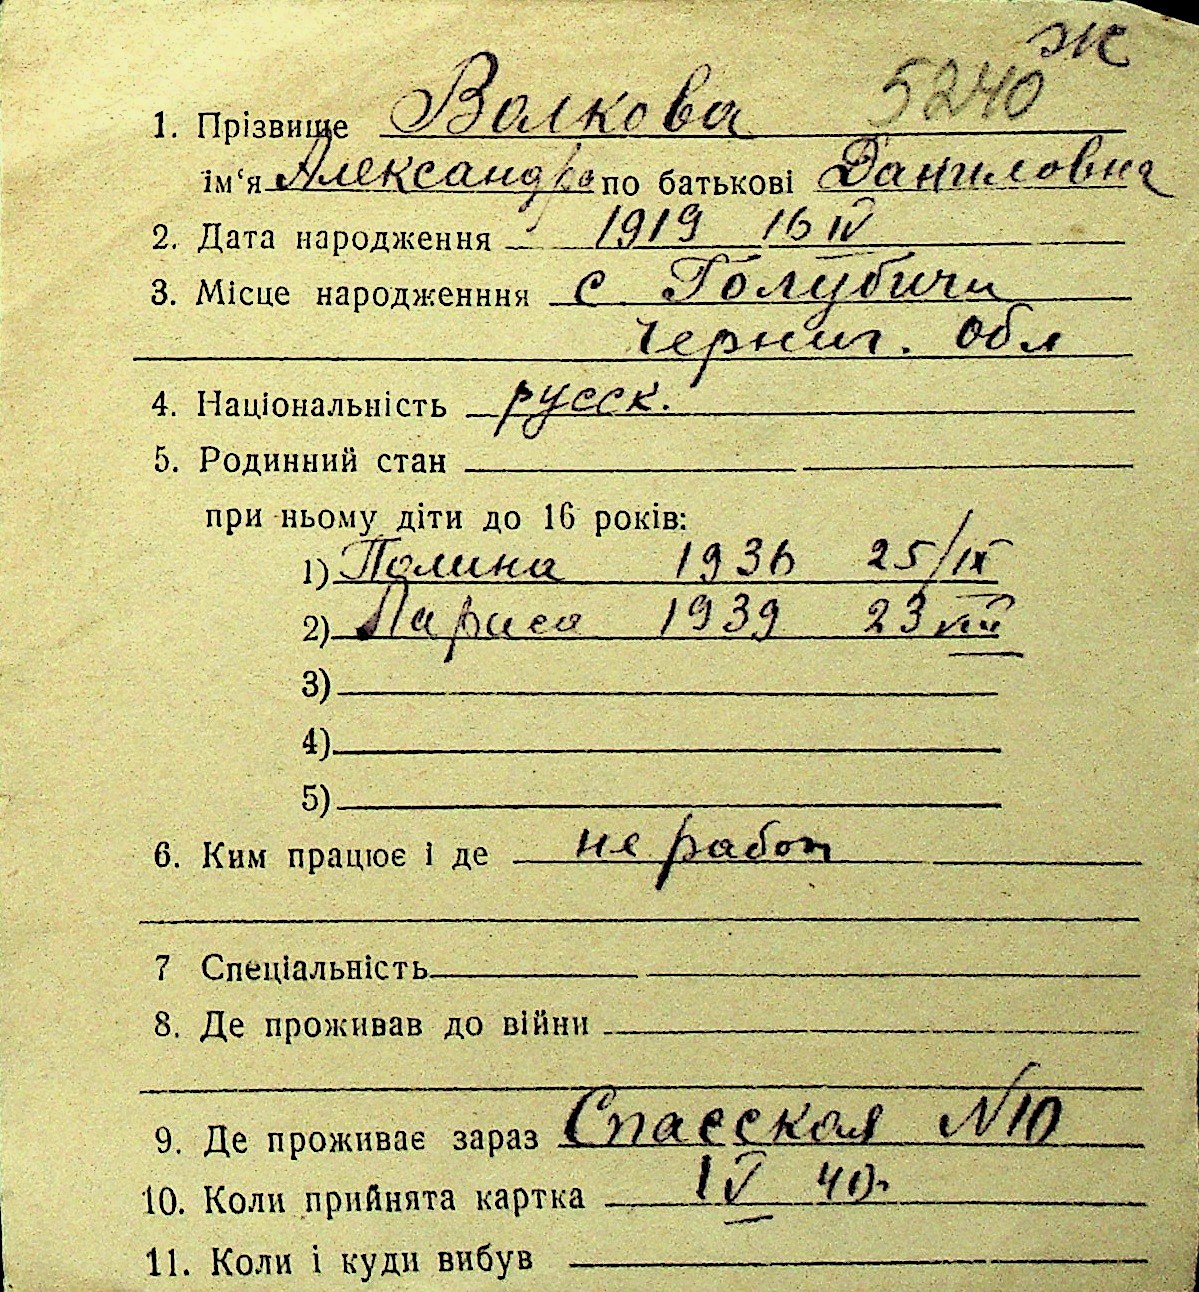 ж
5240
1. Прізвище Волкова
ім‘я Александра по батькові Даниловна
2. Дата народження 1919 16 IV
3. Місце народженння с Голубичи
Черниг. обл
4. Національність русск.
5. Родинний стан
при ньому діти до 16 років:
1) Полина 1936 25/IX
2) Лариса 1939 23 VII
3)
4)
5)
6. Ким працює і де не работ
7 Спеціальність
8. Де проживав до війни
9. Де проживає зараз Спасская N10
10. Коли прийнята картка 1 V 40г
11. Коли і куди вибув